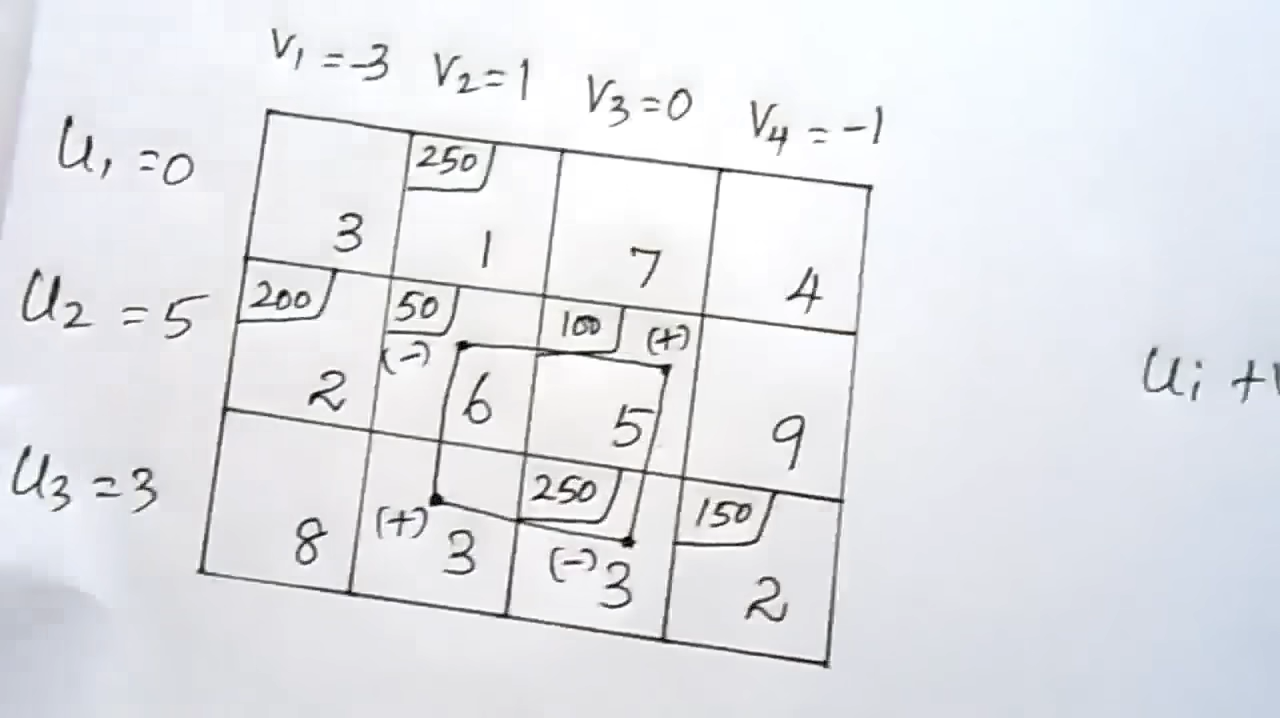 V₁ = -3 V₂ = 1 V₃ = 0 V₄ = -1
U₁ = 0 250
3 1 7 4
U₂ = 5 200 50 100 (+)
(-)
2 6 5 9
Ui +
U₃ = 3 250 150
8 (+) 3 (-) 3 2